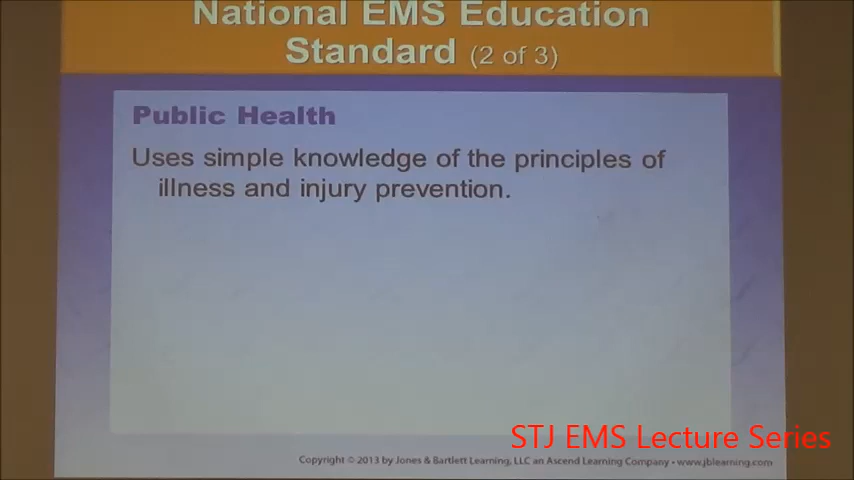 National EMS Education
Standard (2 of 3)
Public Health
Uses simple knowledge of the principles of
illness and injury prevention.
STJ EMS Lecture Series
Copyright © 2013 by Jones & Bartlett Learning, LLC an Ascend Learning Company • www.jblearning.com